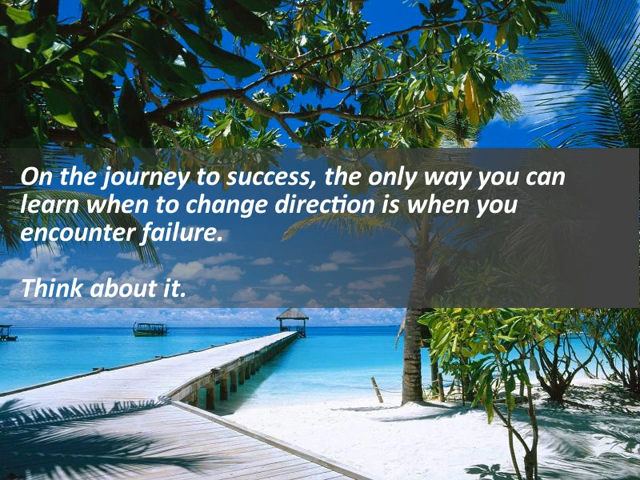 On the journey to success, the only way you can
learn when to change direction is when you
encounter failure.
Think about it.